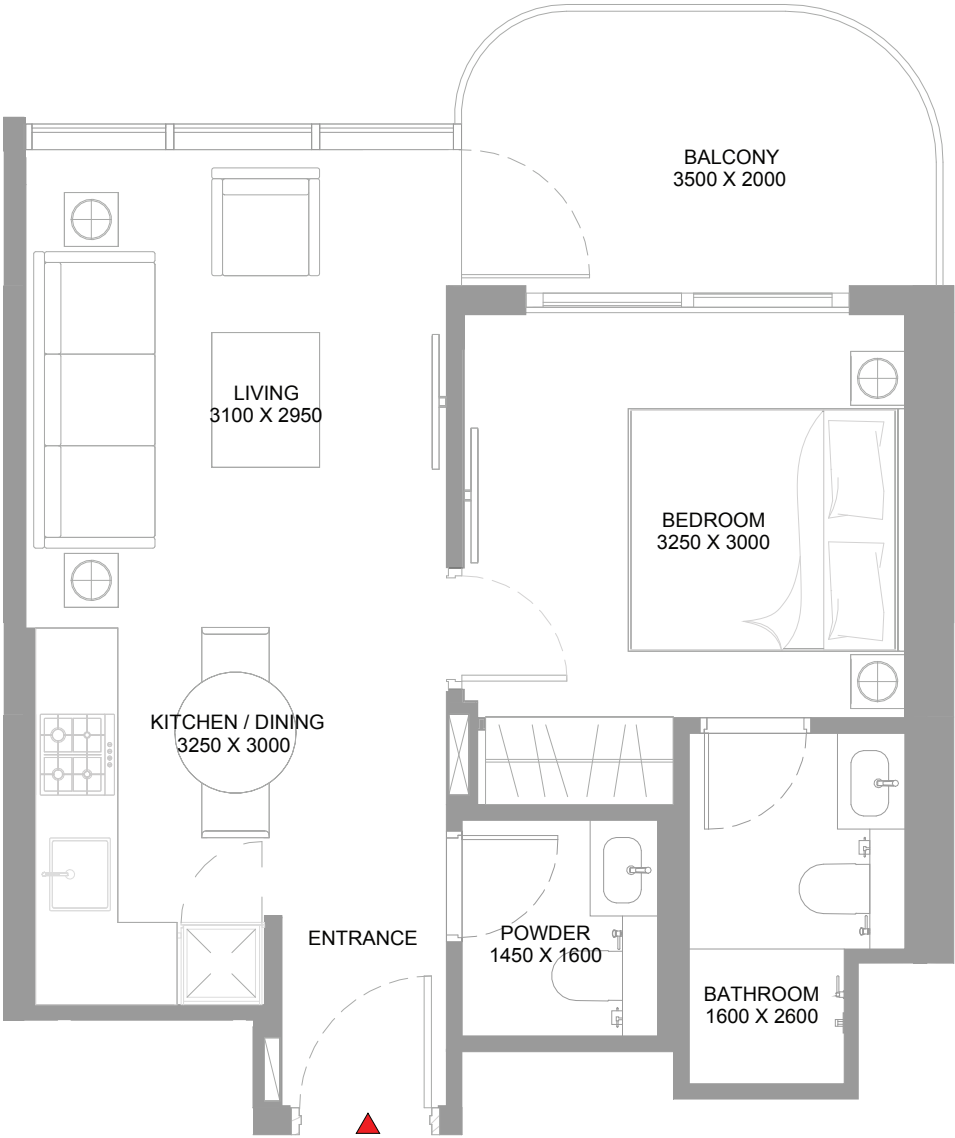 BALCONY
3500 X 2000
LIVING
3100 X 2950
BEDROOM
3250 X 3000
KITCHEN / DINING
3250 X 3000
ENTRANCE
POWDER
1450 X 1600
BATHROOM
1600 X 2600